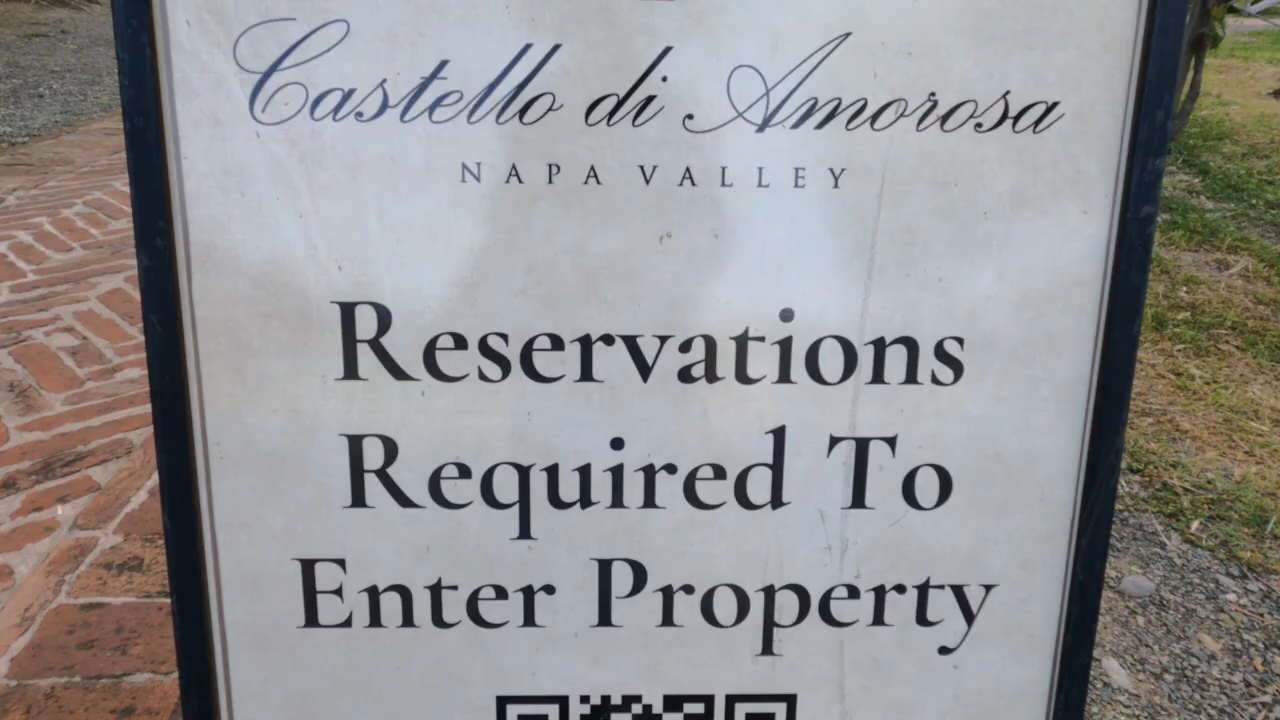 Castello di Amorosa
NAPA VALLEY
Reservations
Required To
Enter Property